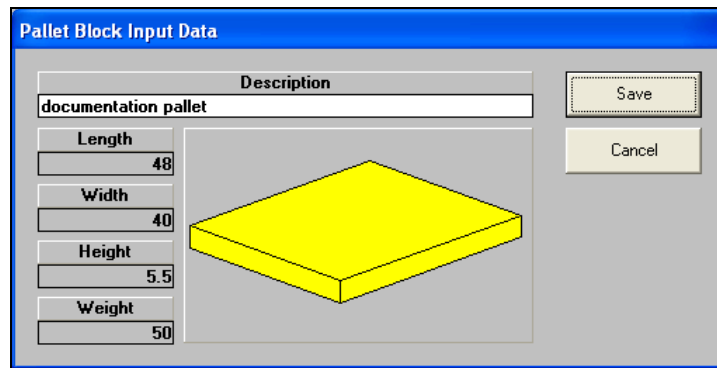 Pallet Block Input Data
Description
documentation pallet
Save
Length
48
Cancel
Width
40
Height
5.5
Weight
50